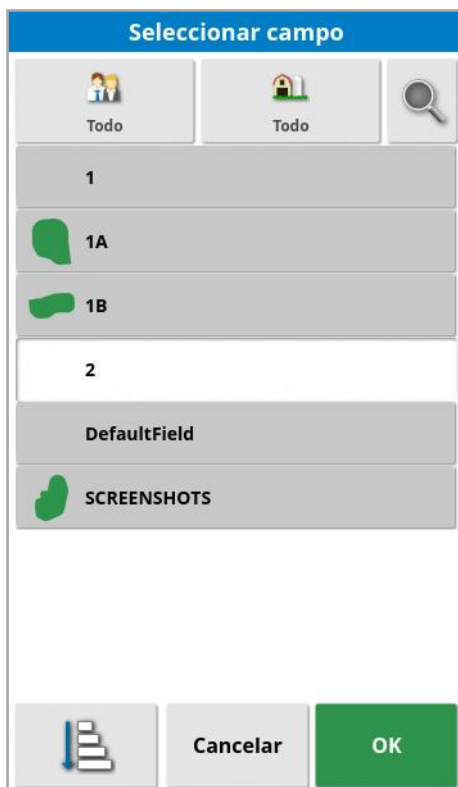 Seleccionar campo
Todo Todo
1
1A
1B
2
DefaultField
SCREENSHOTS
Cancelar OK